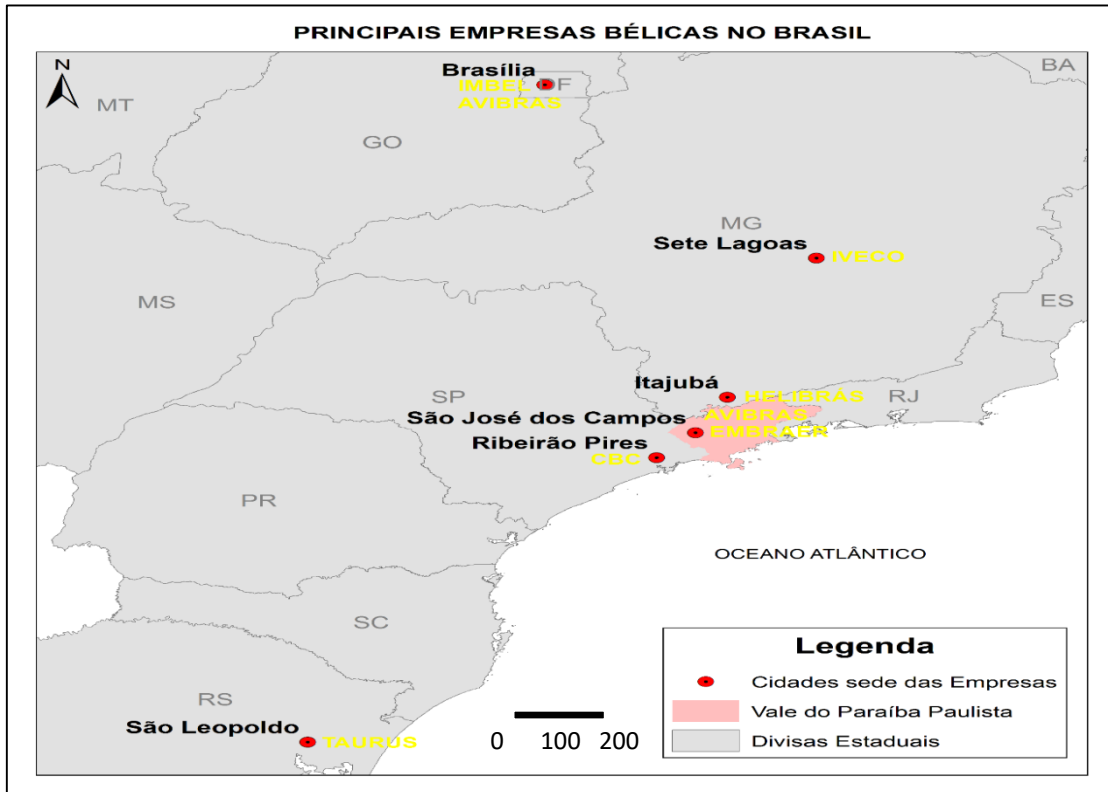 PRINCIPAIS EMPRESAS BÉLICAS NO BRASIL
N
Brasília
BA
IMBEL DF
AVIBRAS
MT
GO
MG
Sete Lagoas
IVECO
MS
ES
Itajubá
SP
HELIBRÁS
RJ
São José dos Campos
AVIBRAS
EMBRAER
Ribeirão Pires
CBC
PR
OCEANO ATLÂNTICO
SC
RS
São Leopoldo
TAURUS
0 100 200
Legenda
Cidades sede das Empresas
Vale do Paraíba Paulista
Divisas Estaduais